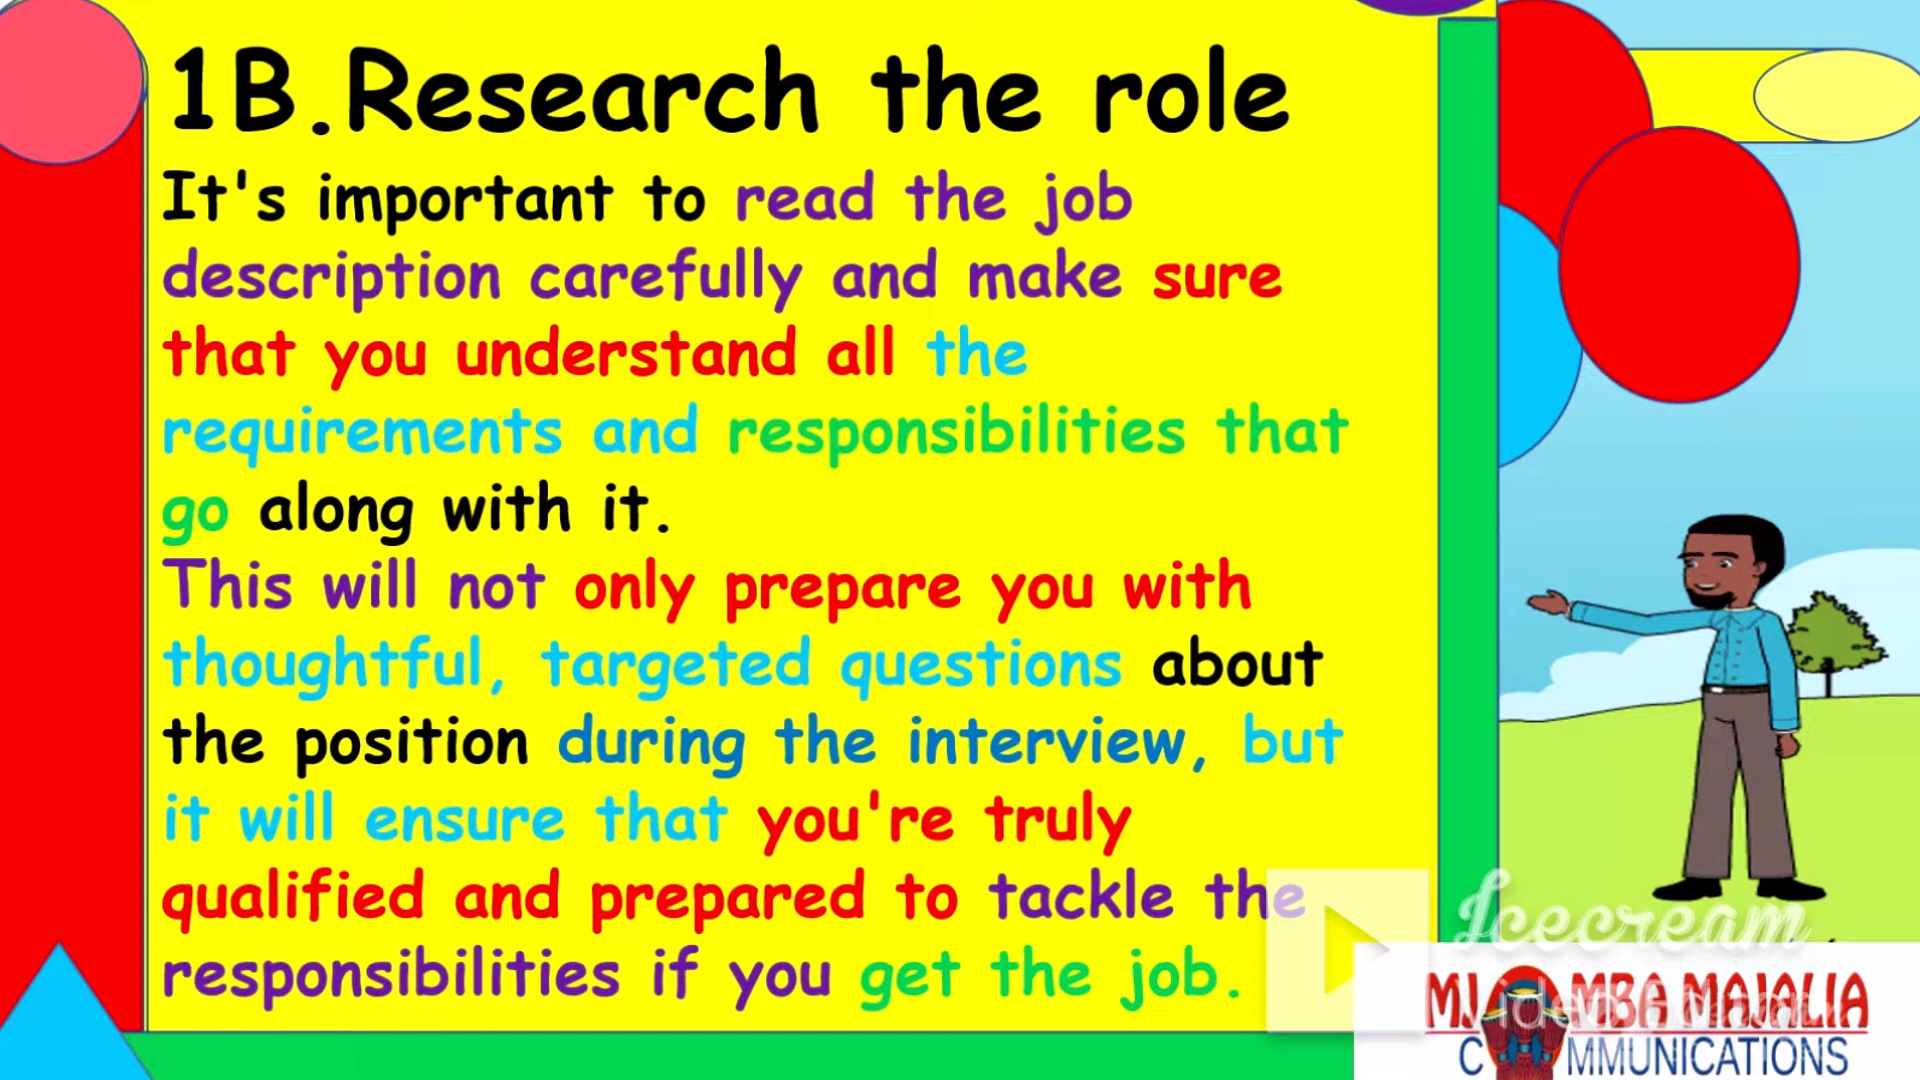 1B.Research the role
It's important to read the job
description carefully and make sure
that you understand all the
requirements and responsibilities that
go along with it.
This will not only prepare you with
thoughtful, targeted questions about
the position during the interview, but
it will ensure that you're truly
qualified and prepared to tackle the
responsibilities if you get the job.
Icecream
MJOMBA MAJALIA
COMMUNICATIONS